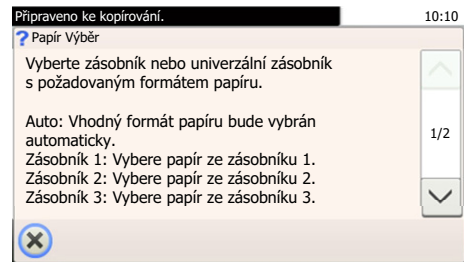 Připraveno ke kopírování.
10:10
? Papír Výběr
Vyberte zásobník nebo univerzální zásobník
s požadovaným formátem papíru.
Auto: Vhodný formát papíru bude vybrán
automaticky.
1/2
Zásobník 1: Vybere papír ze zásobníku 1.
Zásobník 2: Vybere papír ze zásobníku 2.
Zásobník 3: Vybere papír ze zásobníku 3.